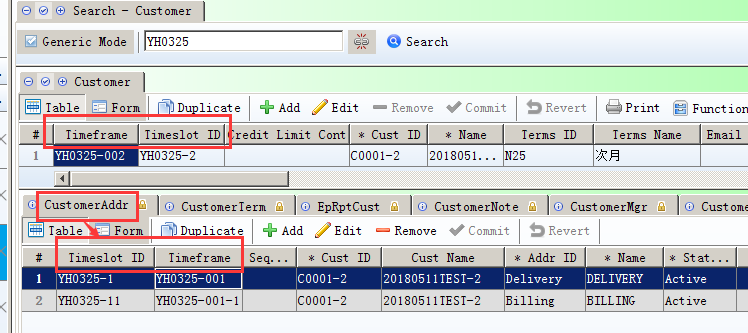 Search - Customer
Generic Mode YH0325 Search
Customer
Table Form Duplicate Add Edit Remove Commit Revert Print Function
# Timeframe Timeslot ID Credit Limit Cont * Cust ID * Name Terms ID Terms Name Email
1 YH0325-002 YH0325-2 C0001-2 2018051... N25 次月
CustomerAddr CustomerTerm EpRptCust CustomerNote CustomerMgr Custome
Table Form Duplicate Add Edit Remove Commit Revert
# Timeslot ID Timeframe Seq... * Cust ID Cust Name * Addr ID * Name * Stat...
1 YH0325-1 YH0325-001 C0001-2 20180511TEST-2 Delivery DELIVERY Active
2 YH0325-11 YH0325-001-1 C0001-2 20180511TEST-2 Billing BILLING Active